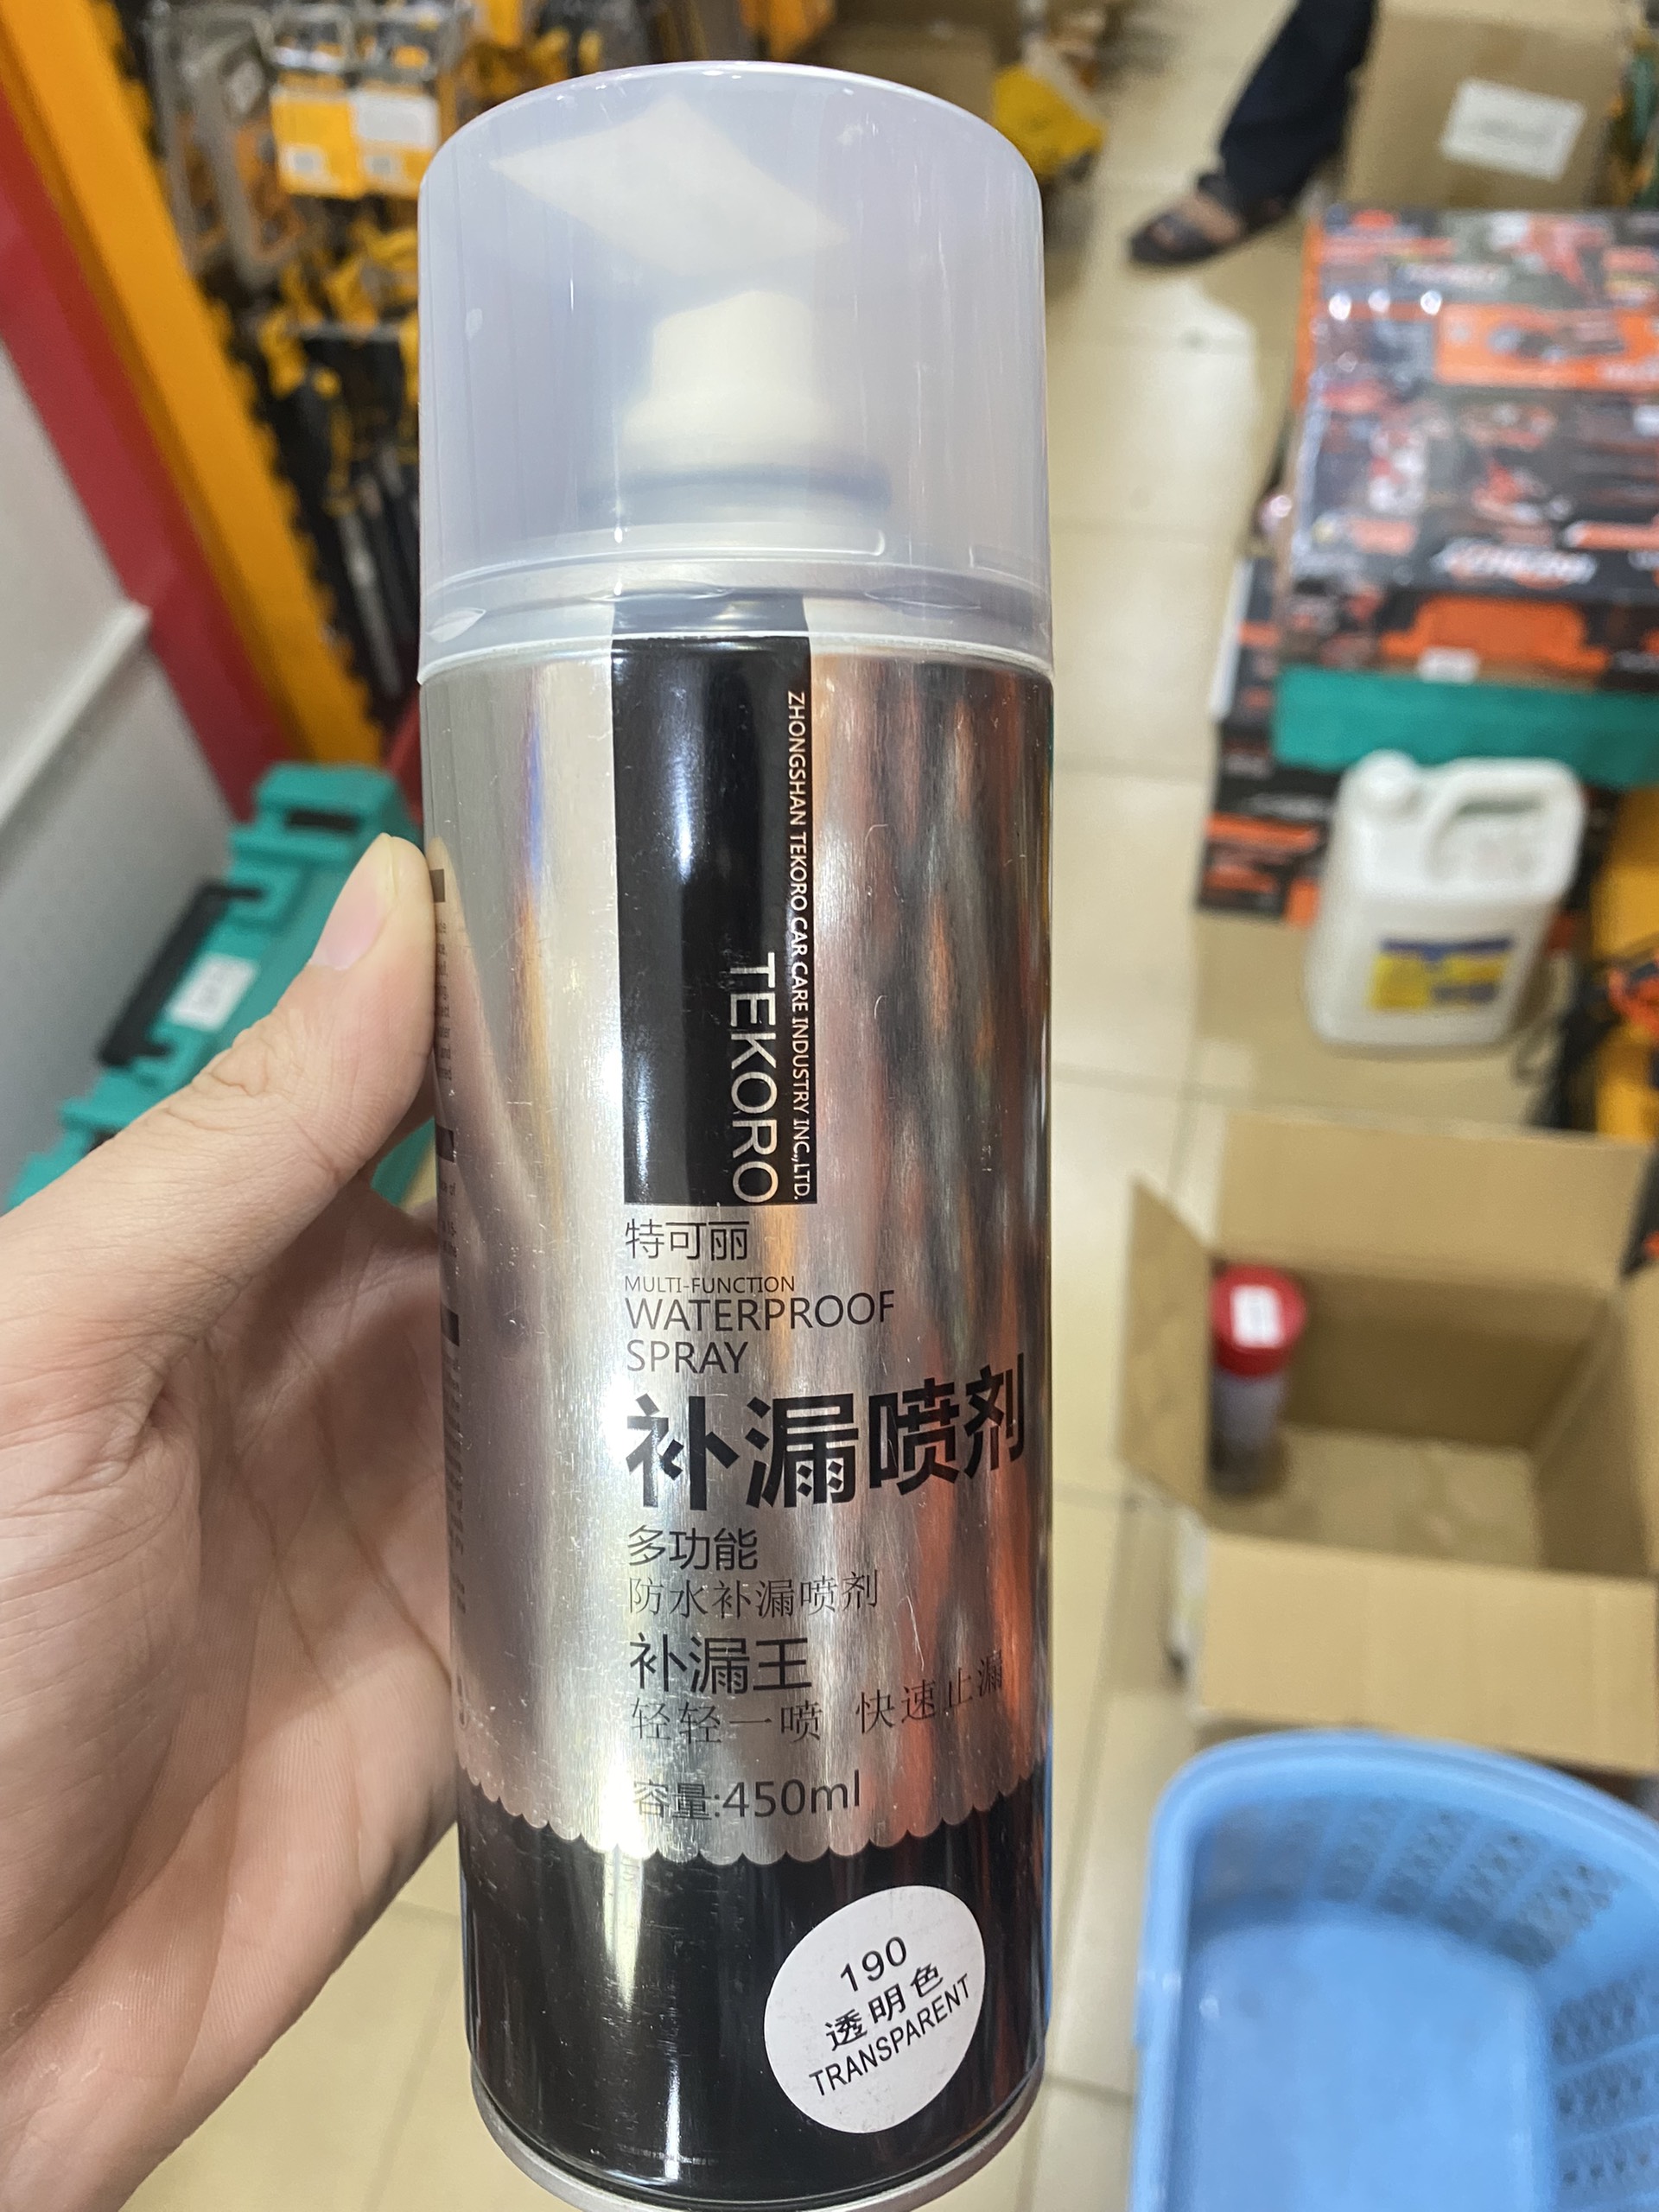 ZHONGSHAN TEKORO CAR CARE INDUSTRY INC.,LTD.
TEKORO
特可丽
MULTI-FUNCTION
WATERPROOF
SPRAY
补漏喷剂
多功能
防水补漏喷剂
补漏王
轻轻一喷 快速止漏
容量:450ml
190
透明色
TRANSPARENT